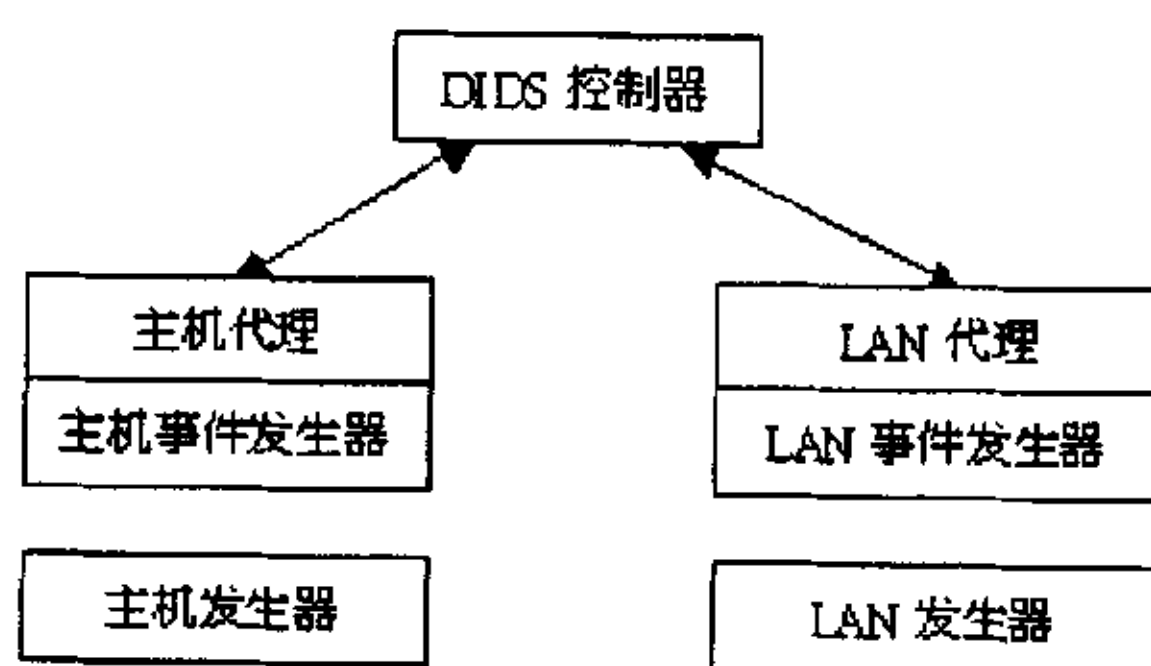 DIDS 控制器
主机代理
主机事件发生器
主机发生器
LAN 代理
LAN 事件发生器
LAN 发生器